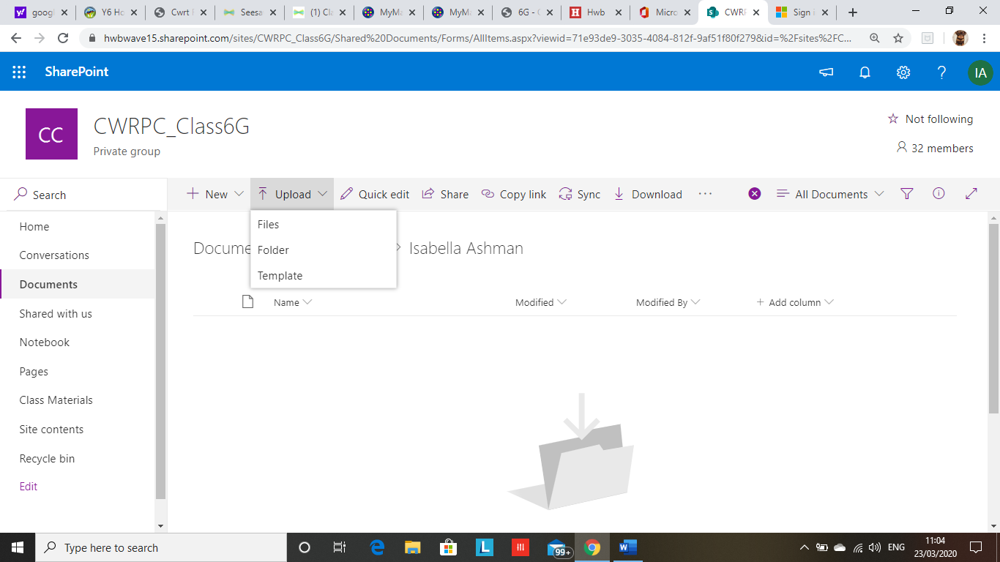 googl
Y6 Ho
Cwrt
Seesa
(1) Cla
MyMa
MyMa
6G - 
Hwb
Micro
CWRP
Sign i
hwbwave15.sharepoint.com/sites/CWRPC_Class6G/Shared%20Documents/Forms/AllItems.aspx?viewid=71e93de9-3035-4084-812f-9af51f80f279&id=%2Fsites%2FC...
SharePoint
IA
CC
CWRPC_Class6G
Private group
Not following
32 members
Search
New
Upload
Quick edit
Share
Copy link
Sync
Download
All Documents
Home
Conversations
Documents
Shared with us
Notebook
Pages
Class Materials
Site contents
Recycle bin
Edit
Files
Folder
Template
Docume
Isabella Ashman
Name
Modified
Modified By
Add column
Type here to search
99+
ENG
11:04
23/03/2020